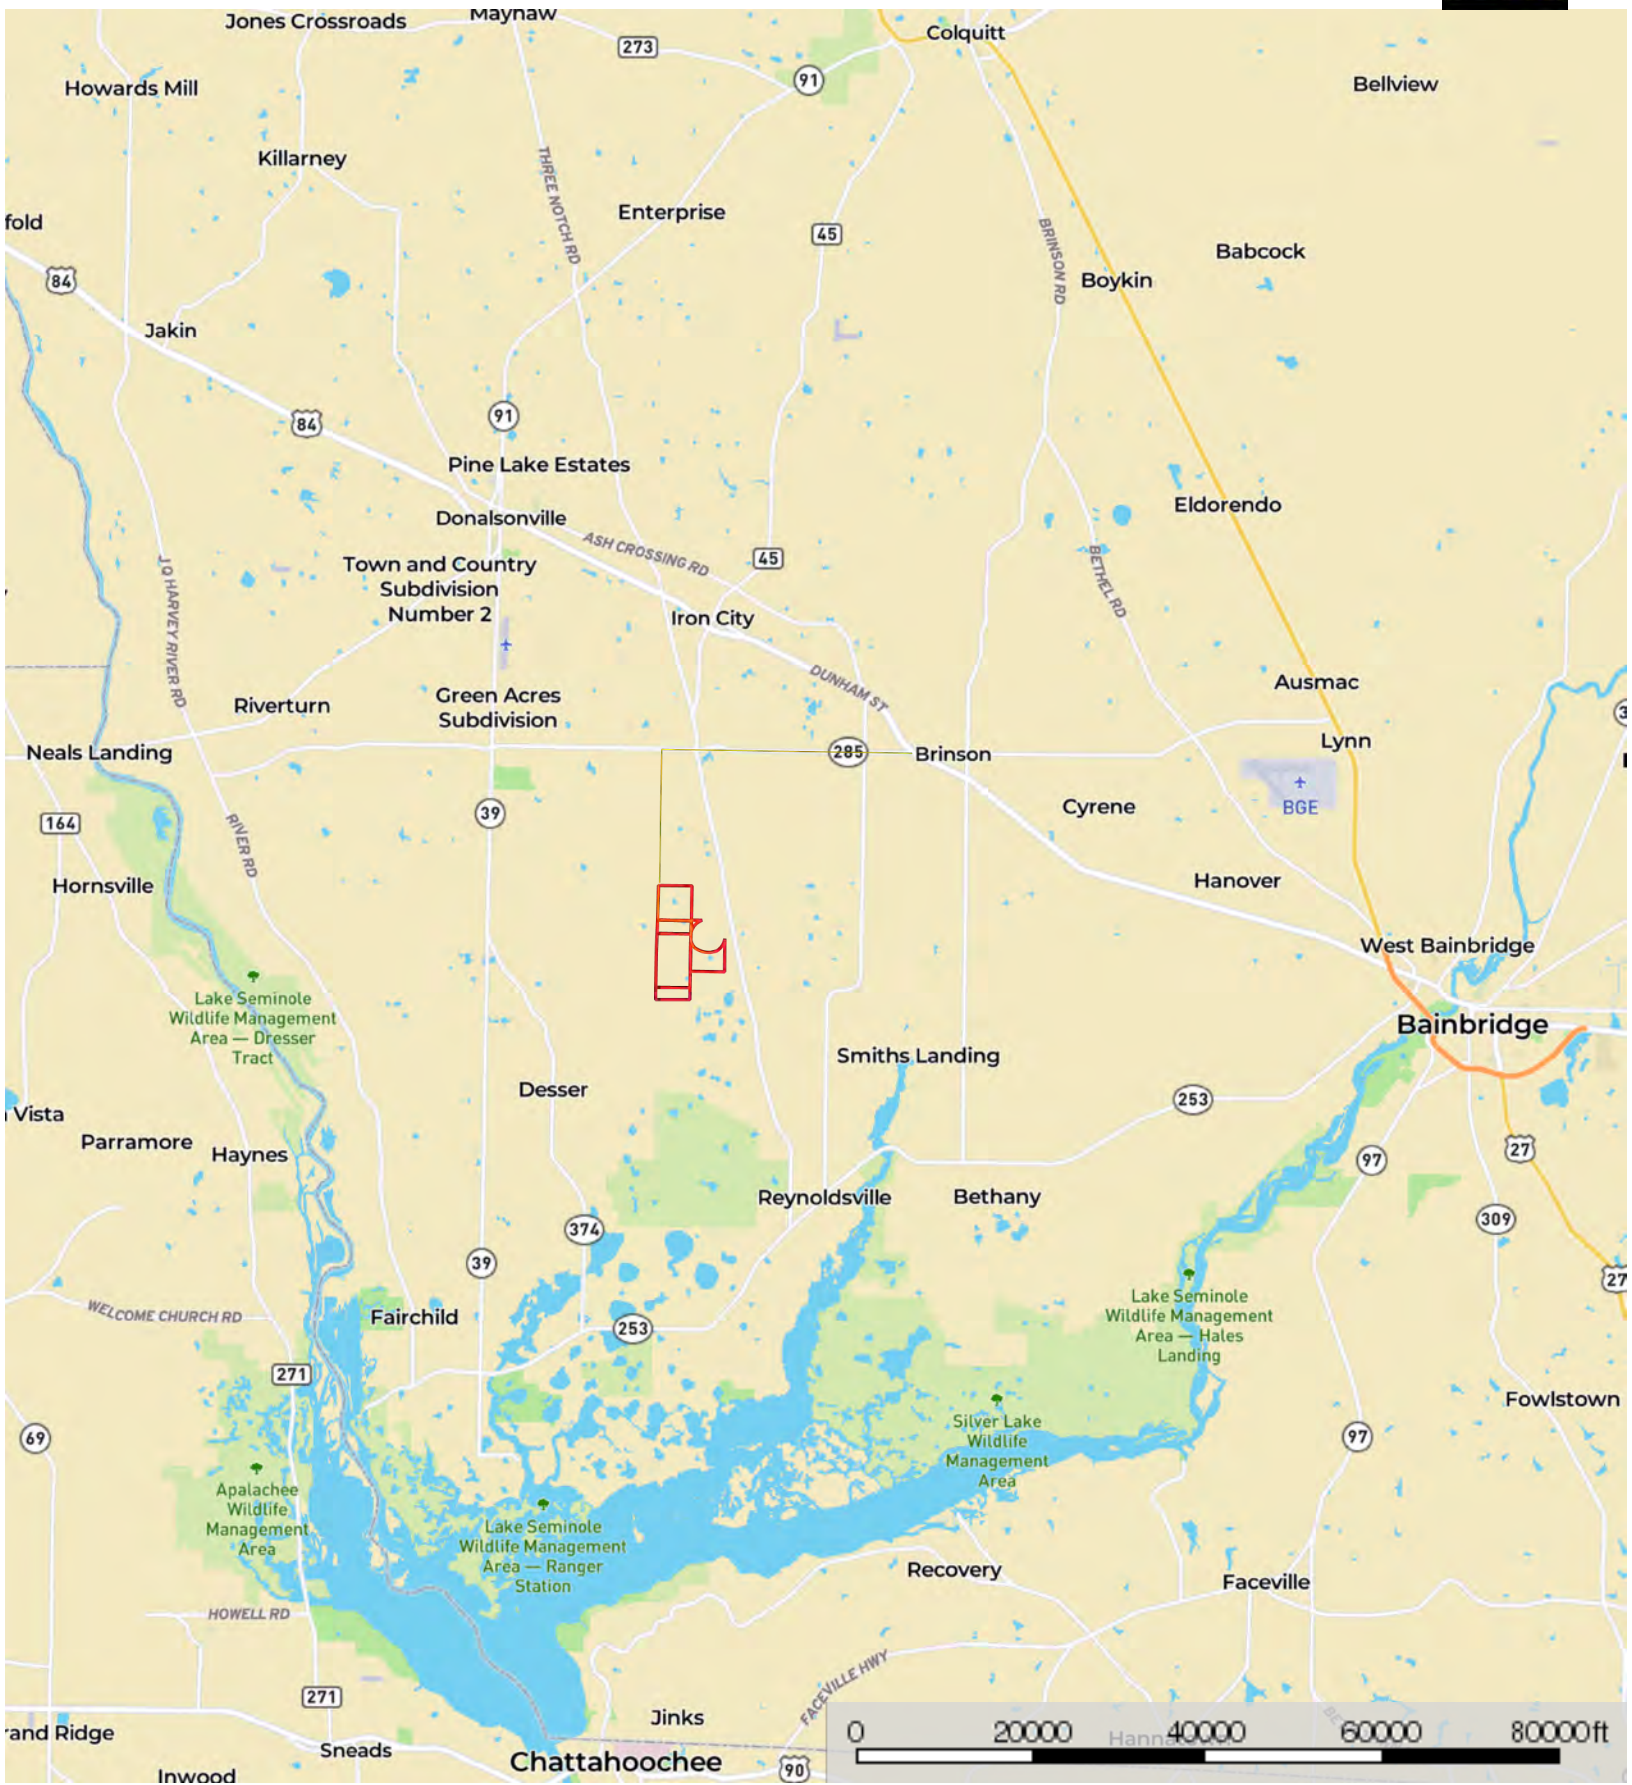 Jones Crossroads
Mayhaw
273
Colquitt
91
Howards Mill
Bellview
Killarney
THREE NOTCH RD
Enterprise
fold
45
BRINSON RD
Babcock
84
Boykin
Jakin
91
84
Pine Lake Estates
Eldorendo
Donalsonville
ASH CROSSING RD
45
BETHEL RD
Town and Country
Subdivision
Number 2
J Q HARVEY RIVER RD
Iron City
DUNHAM ST
Ausmac
Riverturn
Green Acres
Subdivision
3
Lynn
Neals Landing
285
Brinson
BGE
Cyrene
39
164
RIVER RD
Hornsville
Hanover
West Bainbridge
Lake Seminole
Wildlife Management
Area — Dresser
Tract
Bainbridge
Smiths Landing
Desser
253
Vista
Parramore
Haynes
27
97
Reynoldsville
Bethany
309
374
39
27
Lake Seminole
Wildlife Management
Area — Hales
Landing
WELCOME CHURCH RD
Fairchild
253
271
Fowlstown
Silver Lake
Wildlife
Management
Area
69
97
Apalachee
Wildlife
Management
Area
Lake Seminole
Wildlife Management
Area — Ranger
Station
Recovery
Faceville
HOWELL RD
FACEVILLE HWY
271
Jinks
rand Ridge
Sneads
Chattahoochee
90
Inwood
0 20000 40000 60000 80000ft